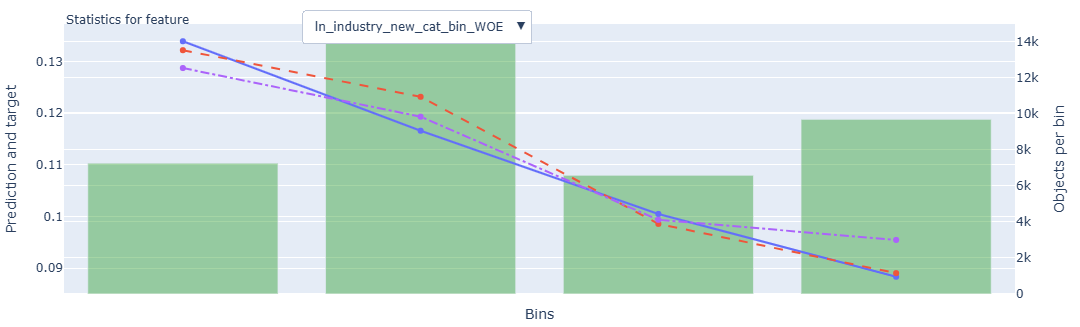 Statistics for feature
ln_industry_new_cat_bin_WOE ▼
Prediction and target
0.13
0.12
0.11
0.1
0.09
14k
12k
10k
8k
6k
4k
2k
0
Objects per bin
Bins